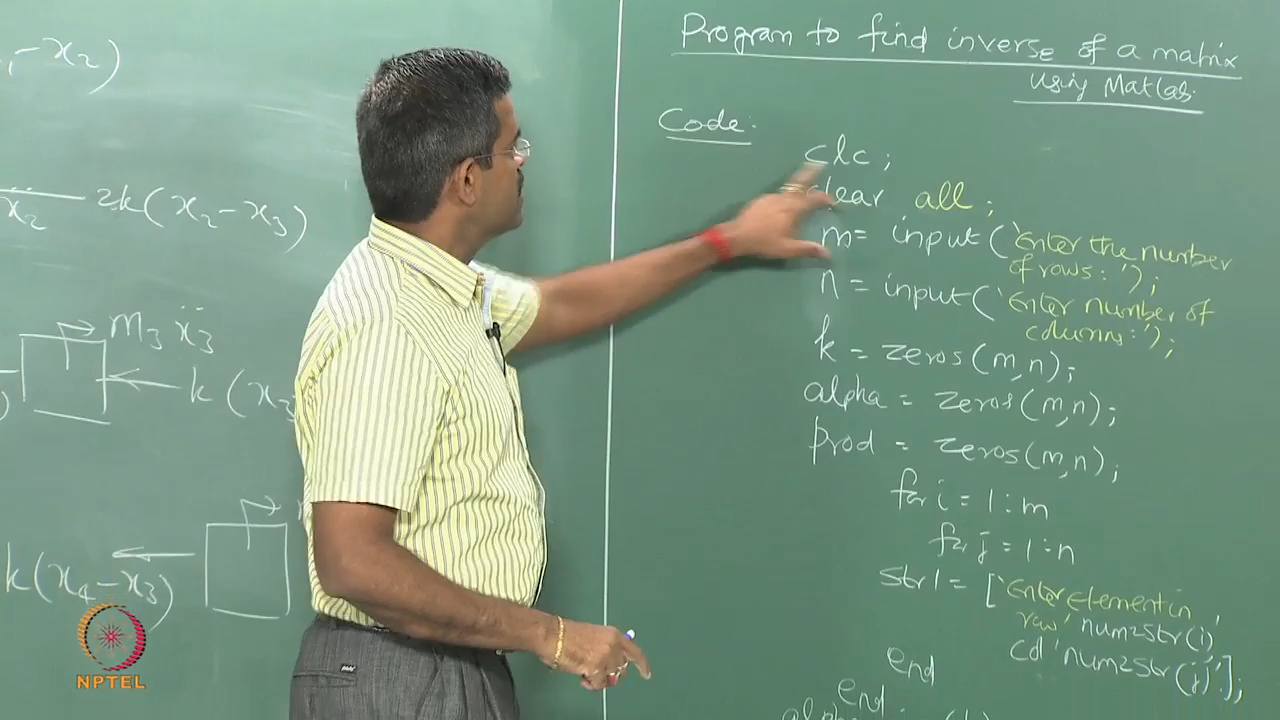 , - x₂)
x₂
2k(x₂-x₃)
m₃ ẍ₃
k(x₃
k(x₄-x₃)
NPTEL
Program to find inverse of a matrix
using Matlab
Code:
clc;
clear all;
m= input('Enter the number
of rows:');
n = input('Enter number of
columns:');
k = zeros(m,n);
alpha = zeros(m,n);
prod = zeros(m,n);
for i = 1:m
for j = 1:n
str1 = ['Enter element in
row' num2str(i)'
col' num2str(j)'];
end
end